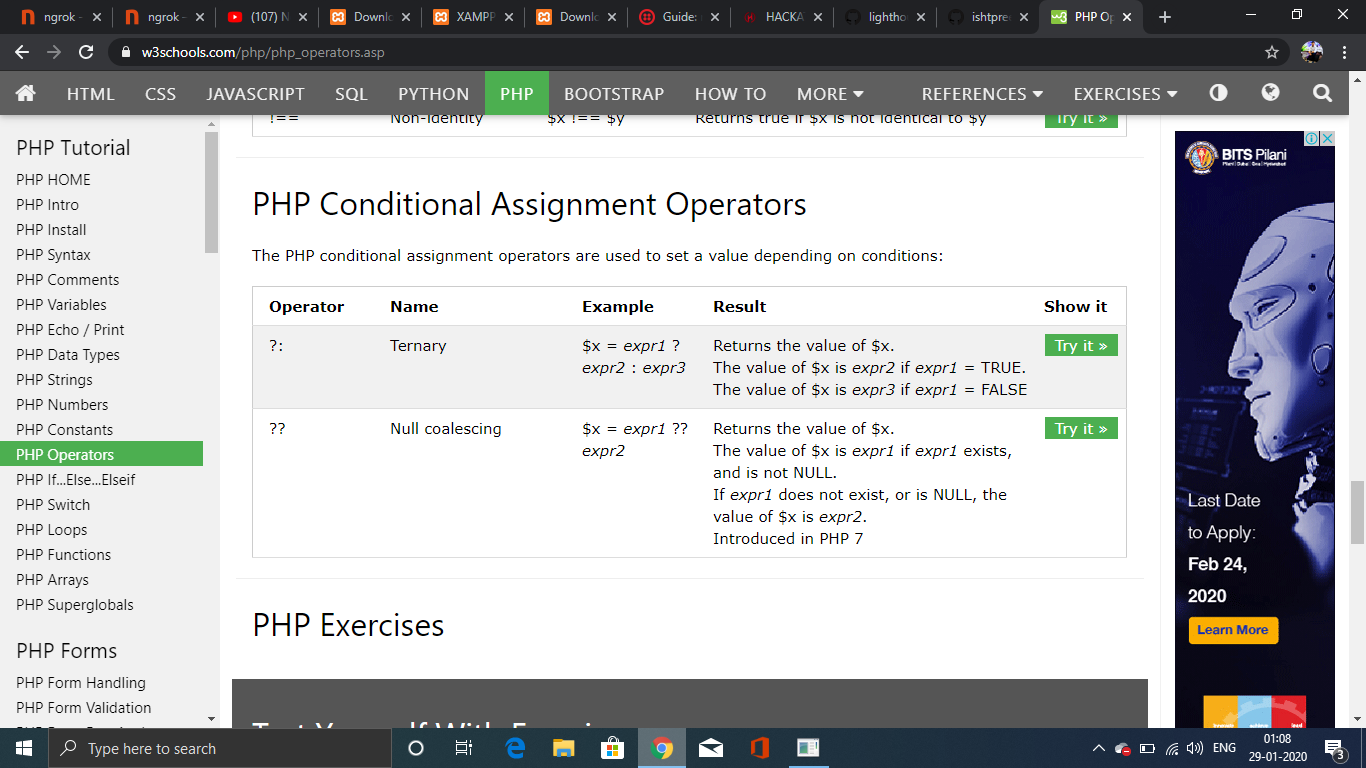 ngrok -
ngrok -
(107) N
Downlo
XAMPP
Downlo
Guide:
HACKA
lightho
ishtpre
PHP Op
w3schools.com/php/php_operators.asp
HTML CSS JAVASCRIPT SQL PYTHON PHP BOOTSTRAP HOW TO MORE REFERENCES EXERCISES
PHP Tutorial
PHP HOME
PHP Intro
PHP Install
PHP Syntax
PHP Comments
PHP Variables
PHP Echo / Print
PHP Data Types
PHP Strings
PHP Numbers
PHP Constants
PHP Operators
PHP If...Else...Elseif
PHP Switch
PHP Loops
PHP Functions
PHP Arrays
PHP Superglobals
PHP Forms
PHP Form Handling
PHP Form Validation
!== Non-identity $x !== $y Returns true if $x is not identical to $y Try it »
PHP Conditional Assignment Operators
The PHP conditional assignment operators are used to set a value depending on conditions:
Operator Name Example Result Show it
?: Ternary $x = expr1 ? Returns the value of $x. Try it »
expr2 : expr3 The value of $x is expr2 if expr1 = TRUE.
The value of $x is expr3 if expr1 = FALSE
?? Null coalescing $x = expr1 ?? Returns the value of $x. Try it »
expr2 The value of $x is expr1 if expr1 exists,
and is not NULL.
If expr1 does not exist, or is NULL, the
value of $x is expr2.
Introduced in PHP 7
PHP Exercises
BITS Pilani
Last Date
to Apply:
Feb 24,
2020
Learn More
Type here to search
ENG
01:08
29-01-2020
3